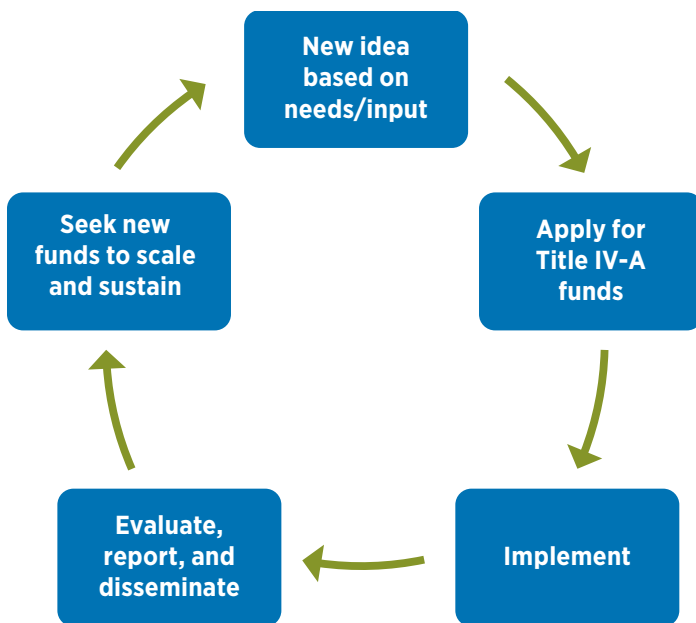 New idea
based on
needs/input
Apply for
Title IV-A
funds
Implement
Evaluate,
report, and
disseminate
Seek new
funds to scale
and sustain